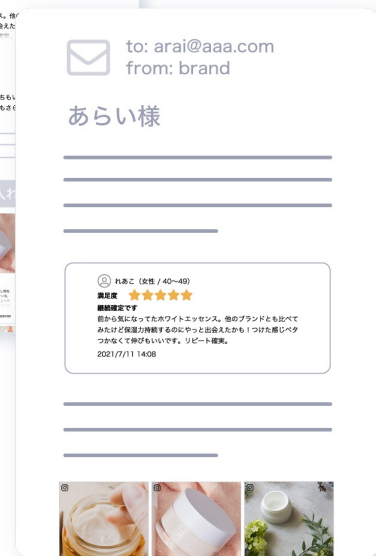 to: arai@aaa.com
from: brand
あらい様
れあこ（女性 / 40〜49）
満足度
継続確定です
前から気になってたホワイトエッセンス。他のブランドとも比べて
みたけど保湿力持続するのにやっと出会えたかも！つけた感じベタ
つかなくて伸びもいいです。リピート確実。
2021/7/11 14:08